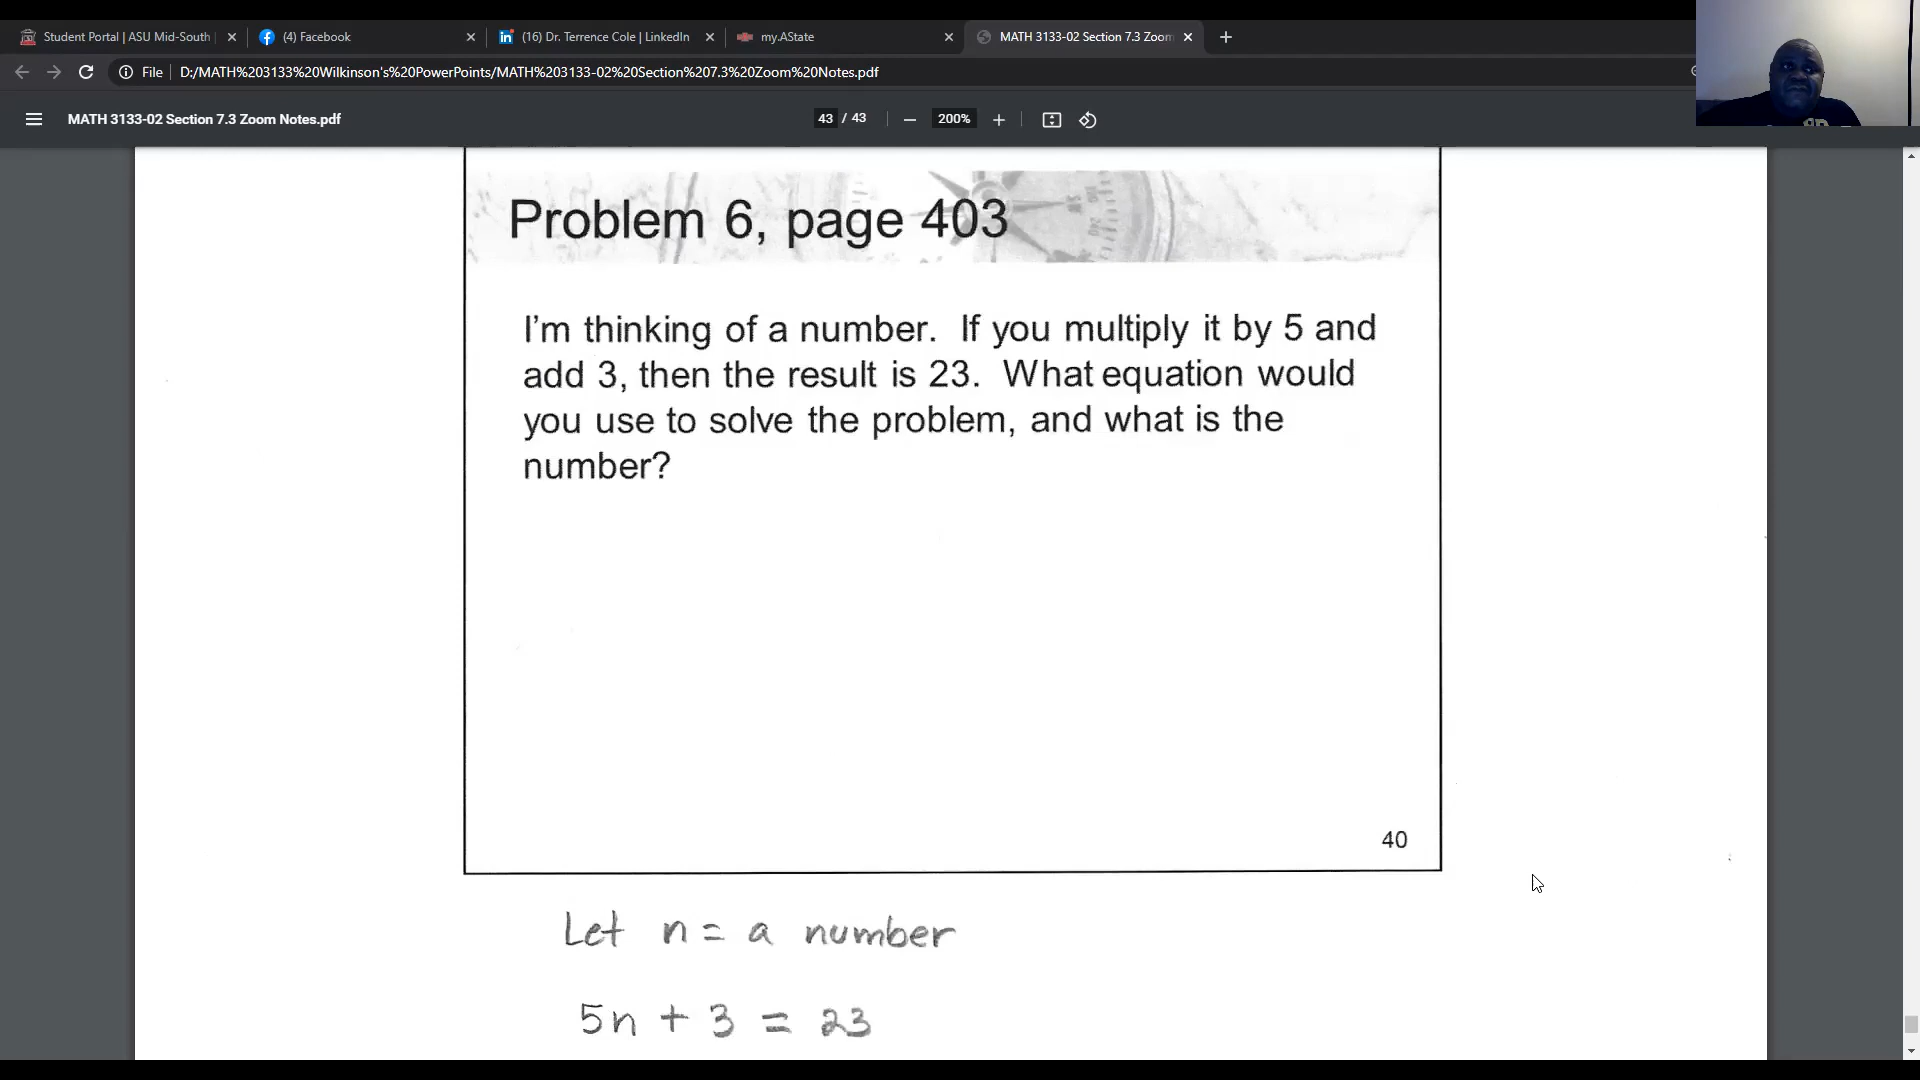 Student Portal | ASU Mid-South
(4) Facebook
(16) Dr. Terrence Cole | LinkedIn
my.AState
MATH 3133-02 Section 7.3 Zoom
File
D:/MATH%203133%20Wilkinson's%20PowerPoints/MATH%203133-02%20Section%207.3%20Zoom%20Notes.pdf
MATH 3133-02 Section 7.3 Zoom Notes.pdf
43 / 43
200%
Problem 6, page 403
I'm thinking of a number. If you multiply it by 5 and
add 3, then the result is 23. What equation would
you use to solve the problem, and what is the
number?
40
Let n = a number
5n + 3 = 23